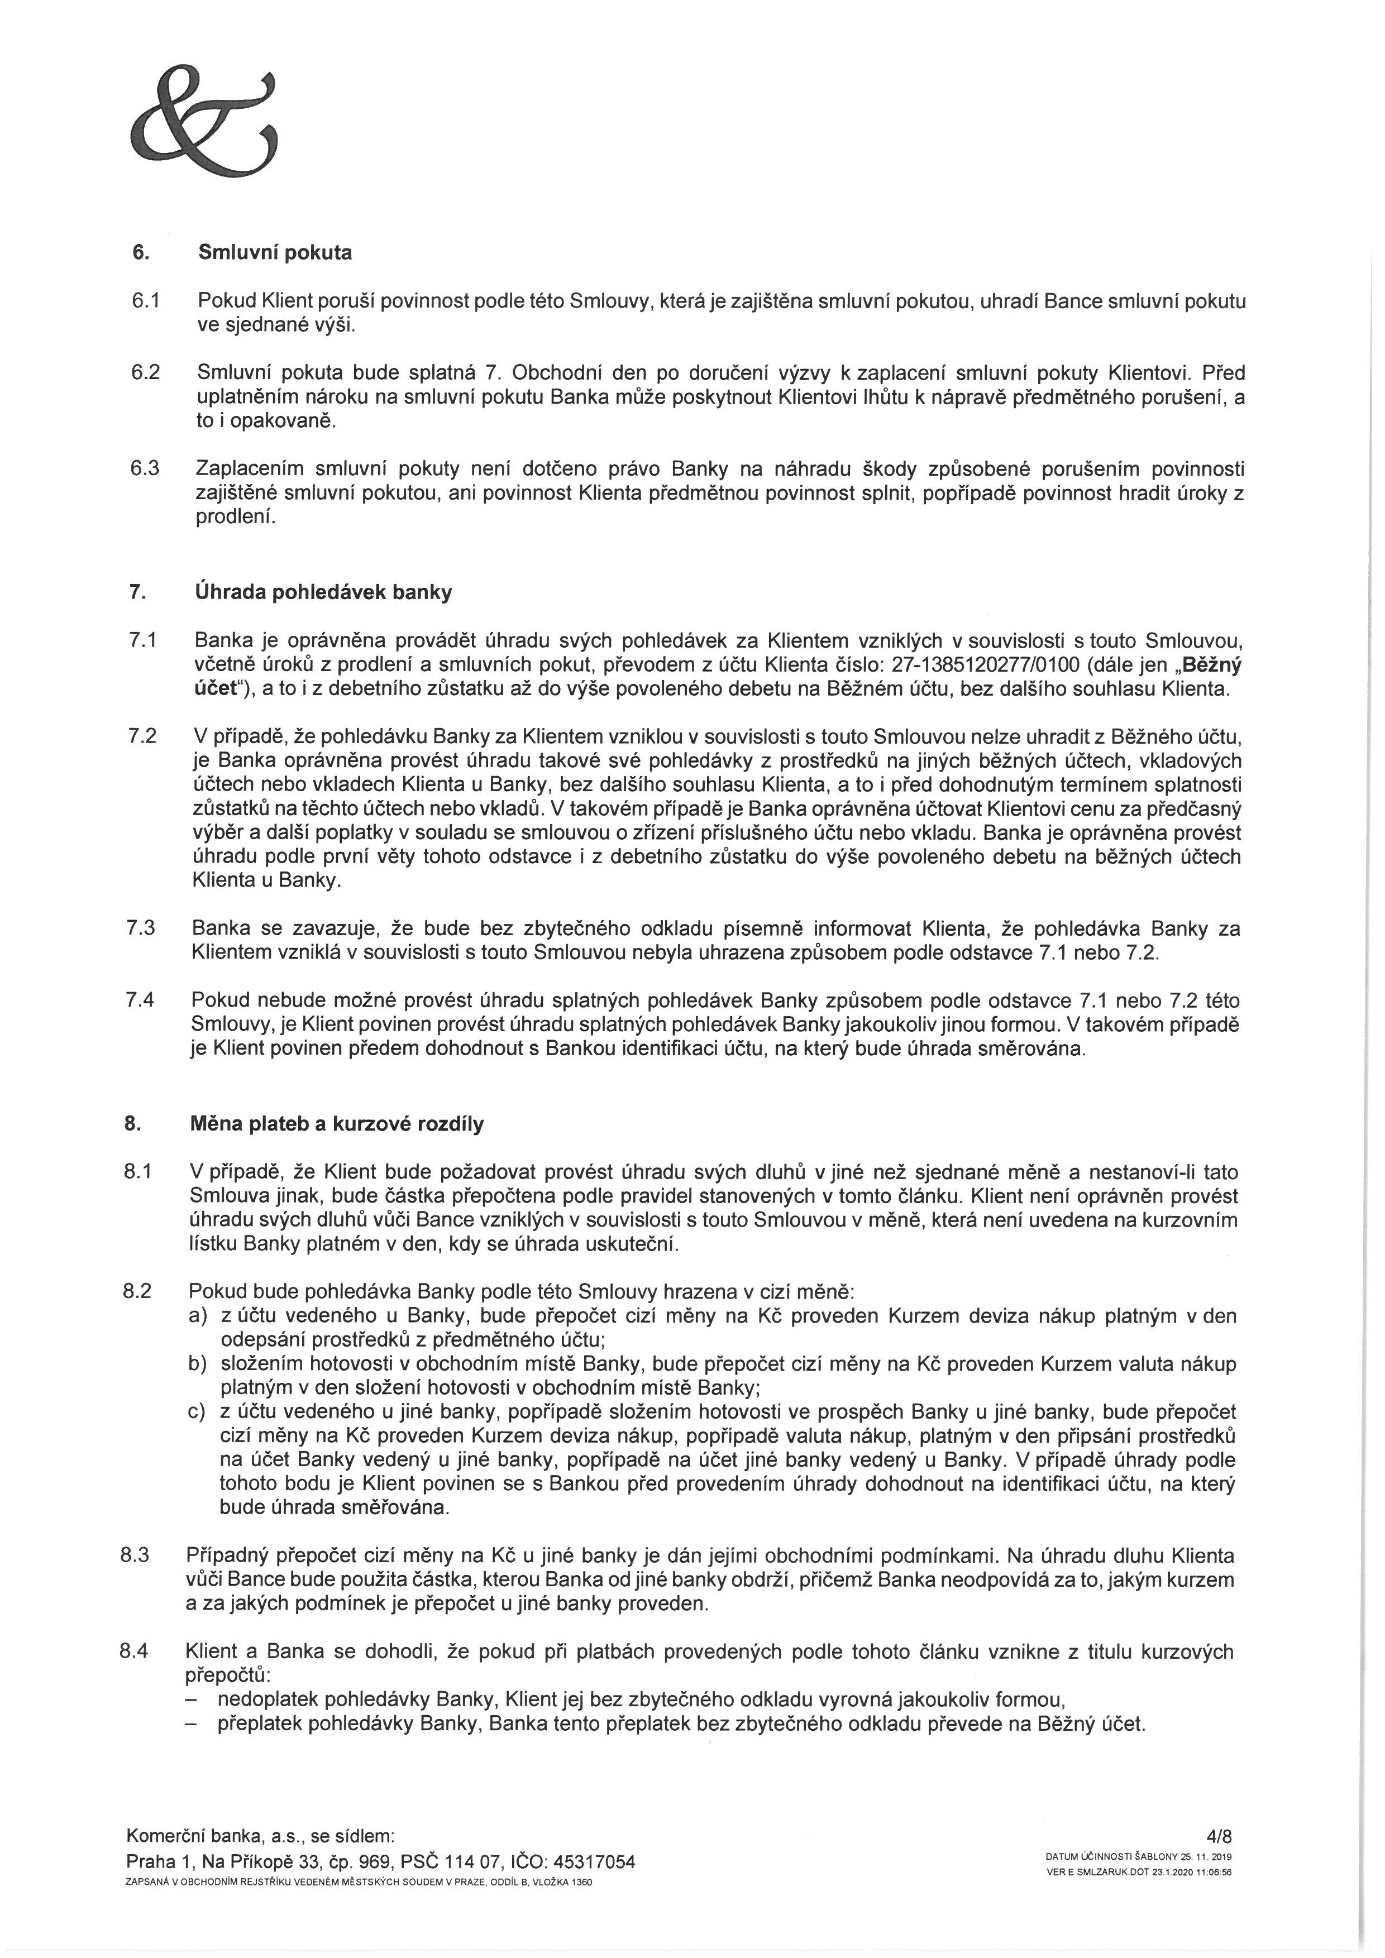 &
6. Smluvní pokuta
6.1 Pokud Klient poruší povinnost podle této Smlouvy, která je zajištěna smluvní pokutou, uhradí Bance smluvní pokutu
ve sjednané výši.
6.2 Smluvní pokuta bude splatná 7. Obchodní den po doručení výzvy k zaplacení smluvní pokuty Klientovi. Před
uplatněním nároku na smluvní pokutu Banka může poskytnout Klientovi lhůtu k nápravě předmětného porušení, a
to i opakovaně.
6.3 Zaplacením smluvní pokuty není dotčeno právo Banky na náhradu škody způsobené porušením povinnosti
zajištěné smluvní pokutou, ani povinnost Klienta předmětnou povinnost splnit, popřípadě povinnost hradit úroky z
prodlení.
7. Úhrada pohledávek banky
7.1 Banka je oprávněna provádět úhradu svých pohledávek za Klientem vzniklých v souvislosti s touto Smlouvou,
včetně úroků z prodlení a smluvních pokut, převodem z účtu Klienta číslo: 27-1385120277/0100 (dále jen „Běžný
účet“), a to i z debetního zůstatku až do výše povoleného debetu na Běžném účtu, bez dalšího souhlasu Klienta.
7.2 V případě, že pohledávku Banky za Klientem vzniklou v souvislosti s touto Smlouvou nelze uhradit z Běžného účtu,
je Banka oprávněna provést úhradu takové své pohledávky z prostředků na jiných běžných účtech, vkladových
účtech nebo vkladech Klienta u Banky, bez dalšího souhlasu Klienta, a to i před dohodnutým termínem splatnosti
zůstatků na těchto účtech nebo vkladů. V takovém případě je Banka oprávněna účtovat Klientovi cenu za předčasný
výběr a další poplatky v souladu se smlouvou o zřízení příslušného účtu nebo vkladu. Banka je oprávněna provést
úhradu podle první věty tohoto odstavce i z debetního zůstatku do výše povoleného debetu na běžných účtech
Klienta u Banky.
7.3 Banka se zavazuje, že bude bez zbytečného odkladu písemně informovat Klienta, že pohledávka Banky za
Klientem vzniklá v souvislosti s touto Smlouvou nebyla uhrazena způsobem podle odstavce 7.1 nebo 7.2.
7.4 Pokud nebude možné provést úhradu splatných pohledávek Banky způsobem podle odstavce 7.1 nebo 7.2 této
Smlouvy, je Klient povinen provést úhradu splatných pohledávek Banky jakoukoliv jinou formou. V takovém případě
je Klient povinen předem dohodnout s Bankou identifikaci účtu, na který bude úhrada směrována.
8. Měna plateb a kurzové rozdíly
8.1 V případě, že Klient bude požadovat provést úhradu svých dluhů v jiné než sjednané měně a nestanoví-li tato
Smlouva jinak, bude částka přepočtena podle pravidel stanovených v tomto článku. Klient není oprávněn provést
úhradu svých dluhů vůči Bance vzniklých v souvislosti s touto Smlouvou v měně, která není uvedena na kurzovním
lístku Banky platném v den, kdy se úhrada uskuteční.
8.2 Pokud bude pohledávka Banky podle této Smlouvy hrazena v cizí měně:
a) z účtu vedeného u Banky, bude přepočet cizí měny na Kč proveden Kurzem deviza nákup platným v den
odepsání prostředků z předmětného účtu;
b) složením hotovosti v obchodním místě Banky, bude přepočet cizí měny na Kč proveden Kurzem valuta nákup
platným v den složení hotovosti v obchodním místě Banky;
c) z účtu vedeného u jiné banky, popřípadě složením hotovosti ve prospěch Banky u jiné banky, bude přepočet
cizí měny na Kč proveden Kurzem deviza nákup, popřípadě valuta nákup, platným v den připsání prostředků
na účet Banky vedený u jiné banky, popřípadě na účet jiné banky vedený u Banky. V případě úhrady podle
tohoto bodu je Klient povinen se s Bankou před provedením úhrady dohodnout na identifikaci účtu, na který
bude úhrada směřována.
8.3 Případný přepočet cizí měny na Kč u jiné banky je dán jejími obchodními podmínkami. Na úhradu dluhu Klienta
vůči Bance bude použita částka, kterou Banka od jiné banky obdrží, přičemž Banka neodpovídá za to, jakým kurzem
a za jakých podmínek je přepočet u jiné banky proveden.
8.4 Klient a Banka se dohodli, že pokud při platbách provedených podle tohoto článku vznikne z titulu kurzových
přepočtů:
– nedoplatek pohledávky Banky, Klient jej bez zbytečného odkladu vyrovná jakoukoliv formou,
– přeplatek pohledávky Banky, Banka tento přeplatek bez zbytečného odkladu převede na Běžný účet.
Komerční banka, a.s., se sídlem:
Praha 1, Na Příkopě 33, čp. 969, PSČ 114 07, IČO: 45317054
ZAPSANÁ V OBCHODNÍM REJSTŘÍKU VEDENÉM MĚSTSKÝCH SOUDEM V PRAZE, ODDÍL B, VLOŽKA 1360
4/8
DATUM ÚČINNOSTI ŠABLONY 25. 11. 2019
VER E SMLZARUK.DOT 23.1.2020 11:06:56